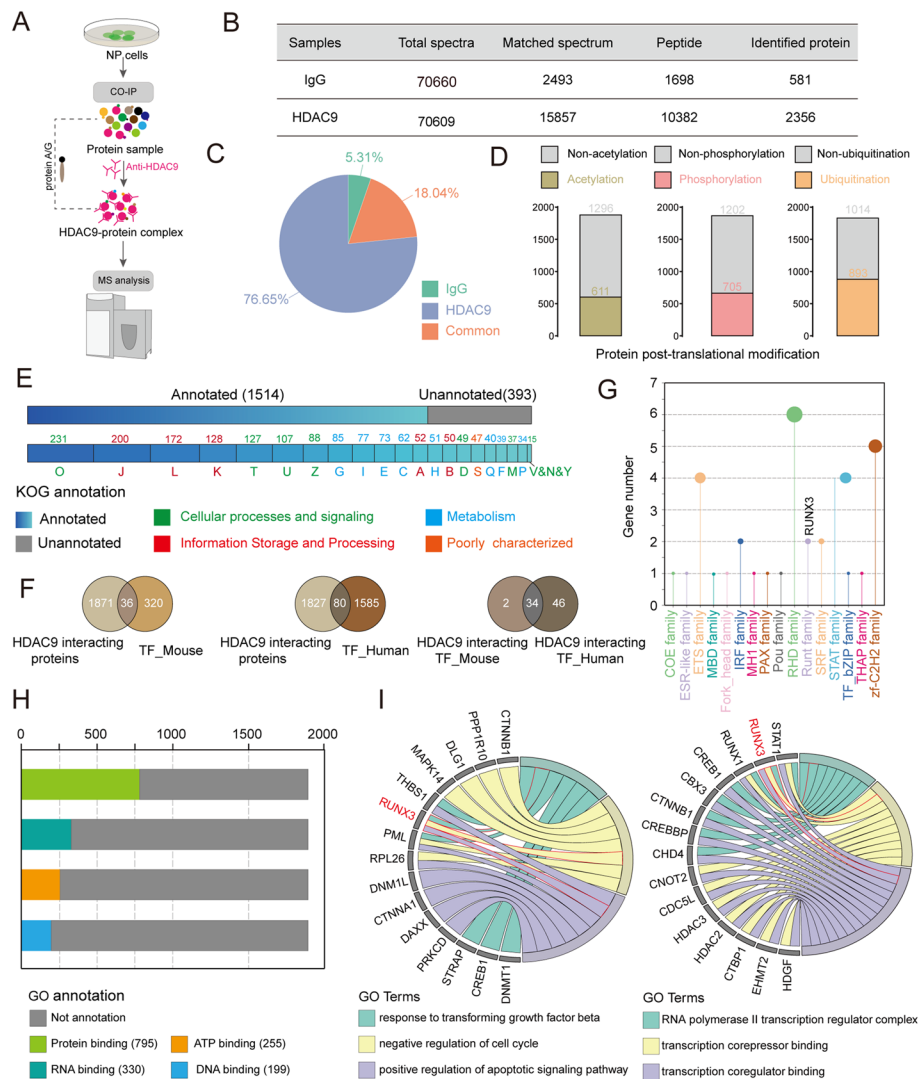 A
NP cells
CO-IP
protein A/G
Protein sample
Anti-HDAC9
HDAC9-protein complex
MS analysis
B
Samples Total spectra Matched spectrum Peptide Identified protein
IgG 70660 2493 1698 581
HDAC9 70609 15857 10382 2356
C
5.31%
18.04%
76.65%
IgG
HDAC9
Common
D
Non-acetylation Non-phosphorylation Non-ubiquitination
Acetylation Phosphorylation Ubiquitination
2000 1296 2000 1202 2000 1014
1500 1500 1500
1000 1000 1000
611 705 893
500 500 500
0 0 0
Protein post-translational modification
E
Annotated (1514) Unannotated(393)
231 200 172 128 127 107 88 85 77 73 62 52 51 50 49 47 40 39 37 34 15
O J L K T U Z G I E C A H B D S Q F M P V&N&Y
KOG annotation
Annotated
Unannotated
Cellular processes and signaling
Information Storage and Processing
Metabolism
Poorly characterized
F
1871 36 320
HDAC9 interacting
proteins
TF_Mouse
1827 80 1585
HDAC9 interacting
proteins
TF_Human
2 34 46
HDAC9 interacting
TF_Mouse
HDAC9 interacting
TF_Human
G
Gene number
7
6
5
4
3
2
1
0
RUNX3
COE family
ESR-like family
ETS family
MBD family
Fork_head family
IRF family
MH1 family
PAX family
Pou family
RHD family
Runt family
SRF family
STAT family
TF_bZIP family
THAP family
zf-C2H2 family
H
0 500 1000 1500 2000
GO annotation
Not annotation
Protein binding (795)
RNA binding (330)
ATP binding (255)
DNA binding (199)
I
CTNNB1
PPP1R10
DLG1
MAPK14
THBS1
RUNX3
PML
RPL26
DNM1L
CTNNA1
DAXX
PRKCD
STRAP
CREB1
DNMT1
GO Terms
response to transforming growth factor beta
negative regulation of cell cycle
positive regulation of apoptotic signaling pathway
STAT1
RUNX3
RUNX1
CREB1
CBX3
CTNNB1
CREBBP
CHD4
CNOT2
CDC5L
HDAC3
HDAC2
CTBP1
EHMT2
HDGF
GO Terms
RNA polymerase II transcription regulator complex
transcription corepressor binding
transcription coregulator binding